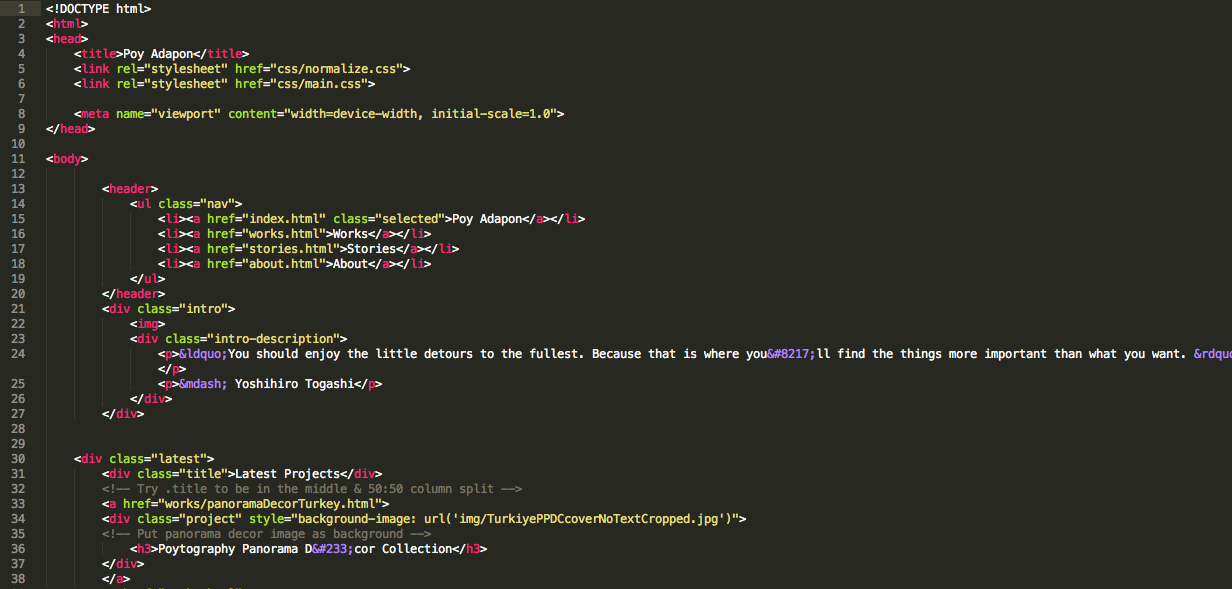 1 <!DOCTYPE html>
2 <html>
3 <head>
4 <title>Poy Adapon</title>
5 <link rel="stylesheet" href="css/normalize.css">
6 <link rel="stylesheet" href="css/main.css">
7
8 <meta name="viewport" content="width=device-width, initial-scale=1.0">
9 </head>
10
11 <body>
12
13 <header>
14 <ul class="nav">
15 <li><a href="index.html" class="selected">Poy Adapon</a></li>
16 <li><a href="works.html">Works</a></li>
17 <li><a href="stories.html">Stories</a></li>
18 <li><a href="about.html">About</a></li>
19 </ul>
20 </header>
21 <div class="intro">
22 <img>
23 <div class="intro-description">
24 <p>&ldquo;You should enjoy the little detours to the fullest. Because that is where you&#8217;ll find the things more important than what you want. &rdquo
</p>
25 <p>&mdash; Yoshihiro Togashi</p>
26 </div>
27 </div>
28
29
30 <div class="latest">
31 <div class="title">Latest Projects</div>
32 <!-- Try .title to be in the middle & 50:50 column split -->
33 <a href="works/panoramaDecorTurkey.html">
34 <div class="project" style="background-image: url('img/TurkiyePPDCcoverNoTextCropped.jpg')">
35 <!-- Put panorama decor image as background -->
36 <h3>Poytography Panorama D&#233;cor Collection</h3>
37 </div>
38 </a>